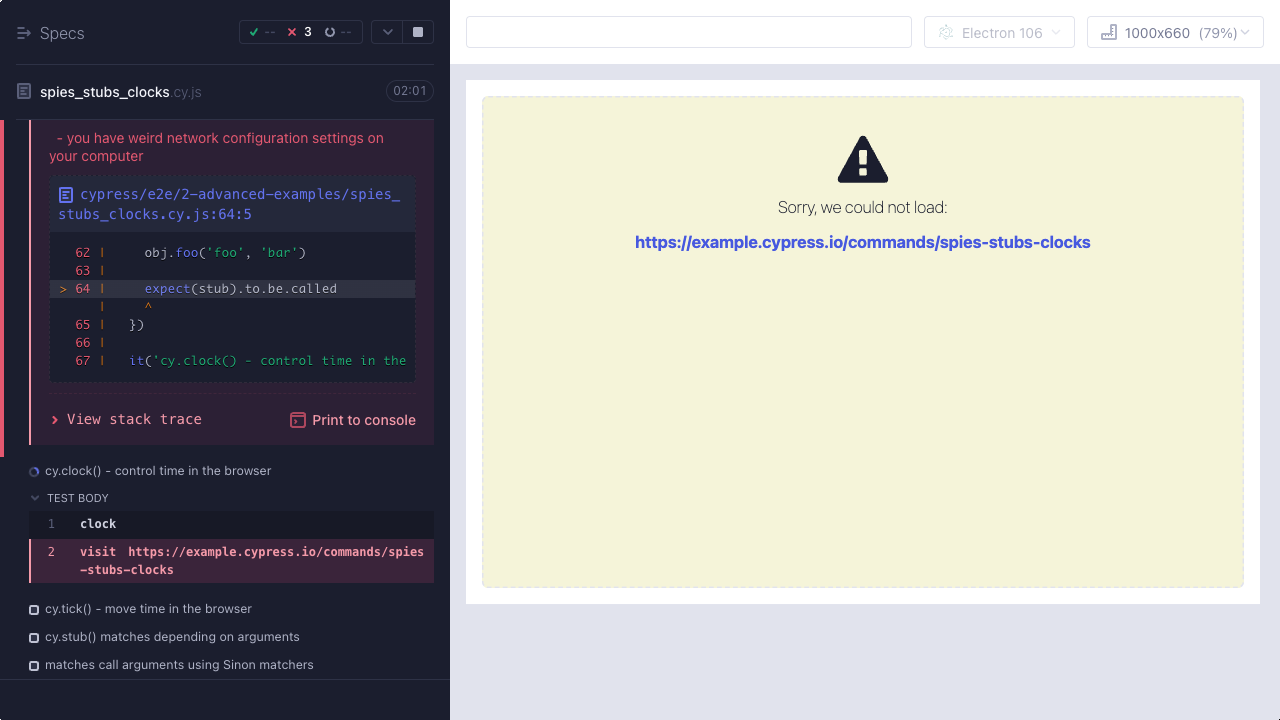 Specs
--
3
--
spies_stubs_clocks.cy.js
02:01
- you have weird network configuration settings on
your computer
cypress/e2e/2-advanced-examples/spies_
stubs_clocks.cy.js:64:5
62 | obj.foo('foo', 'bar')
63 |
> 64 | expect(stub).to.be.called
| ^
65 | })
66 |
67 | it('cy.clock() - control time in the
View stack trace
Print to console
cy.clock() - control time in the browser
TEST BODY
1 clock
2 visit https://example.cypress.io/commands/spies
-stubs-clocks
cy.tick() - move time in the browser
cy.stub() matches depending on arguments
matches call arguments using Sinon matchers
Electron 106
1000x660 (79%)
Sorry, we could not load:
https://example.cypress.io/commands/spies-stubs-clocks